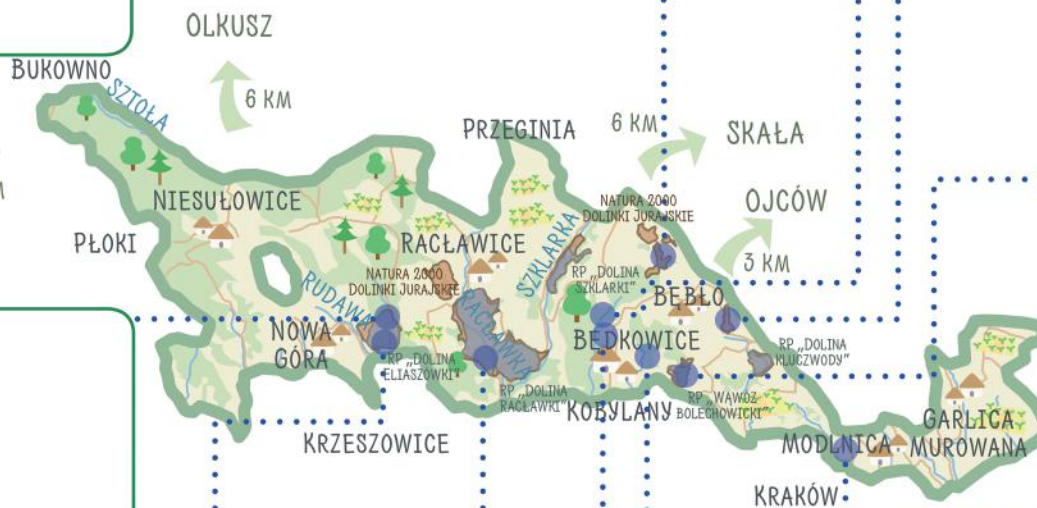 OLKUSZ
BUKOWNO
SZTOŁA
6 KM
PRZEGINIA
6 KM
SKAŁA
NIESUŁOWICE
NATURA 2000
DOLINKI JURAJSKIE
OJCÓW
PŁOKI
RACŁAWICE
SZKLARKA
3 KM
NATURA 2000
DOLINKI JURAJSKIE
RP „DOLINA
SZKLARKI”
RUDAWA
RACŁAWKA
BĘBŁO
NOWA
GÓRA
BĘDKOWICE
RP „DOLINA
ELIASZÓWKI”
RP „DOLINA
KLUCZWODY”
RP „DOLINA
RACŁAWKI”
KOBYLANY
RP „WĄWÓZ
BOLECHOWICKI”
KRZESZOWICE
MODLNICA
GARLICA
MUROWANA
KRAKÓW